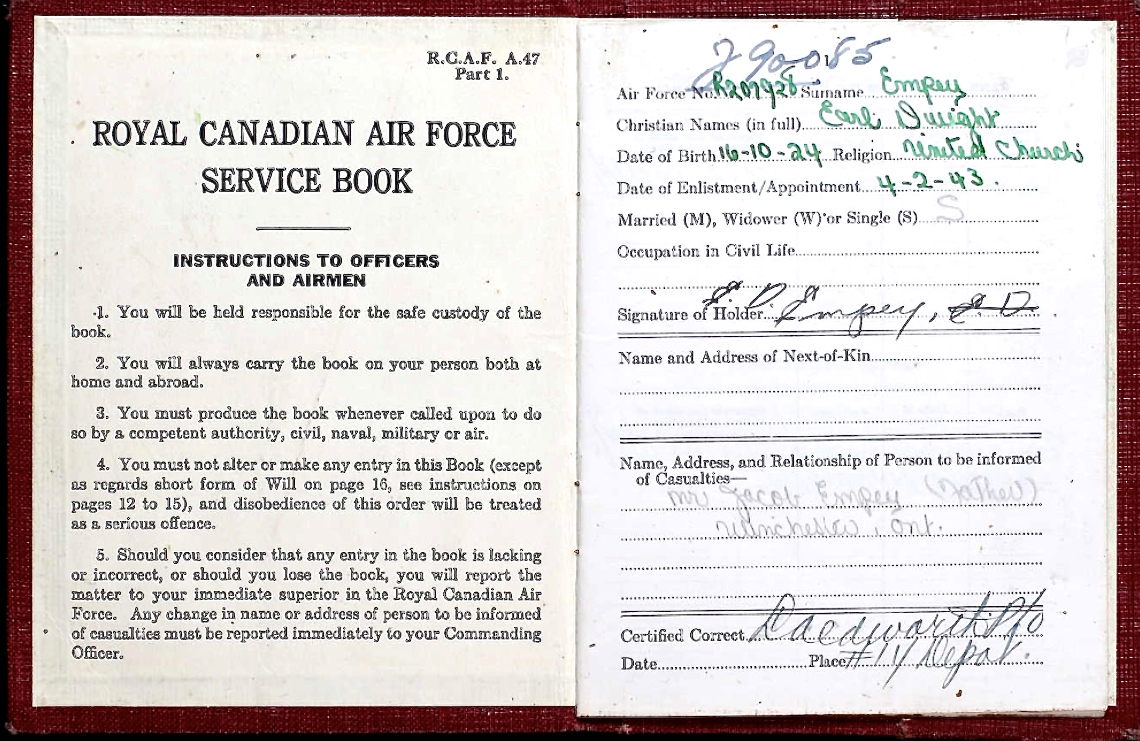 R.C.A.F. A.47
Part 1.
ROYAL CANADIAN AIR FORCE
SERVICE BOOK
INSTRUCTIONS TO OFFICERS
AND AIRMEN
1. You will be held responsible for the safe custody of the
book.
2. You will always carry the book on your person both at
home and abroad.
3. You must produce the book whenever called upon to do
so by a competent authority, civil, naval, military or air.
4. You must not alter or make any entry in this Book (except
as regards short form of Will on page 16, see instructions on
pages 12 to 15), and disobedience of this order will be treated
as a serious offence.
5. Should you consider that any entry in the book is lacking
or incorrect, or should you lose the book, you will report the
matter to your immediate superior in the Royal Canadian Air
Force. Any change in name or address of person to be informed
of casualties must be reported immediately to your Commanding
Officer.
J90085
Air Force No. R207928 Surname Empey
Christian Names (in full) Earl Dwight
Date of Birth 16-10-24 Religion United Church
Date of Enlistment/Appointment 4-2-43.
Married (M), Widower (W) or Single (S) S
Occupation in Civil Life
E. D.
Signature of Holder Empey, E D
Name and Address of Next-of-Kin
Name, Address, and Relationship of Person to be informed
of Casualties—
Mr Jacob Empey (Father)
Winchester, Ont.
Certified Correct
Date Place Depot.